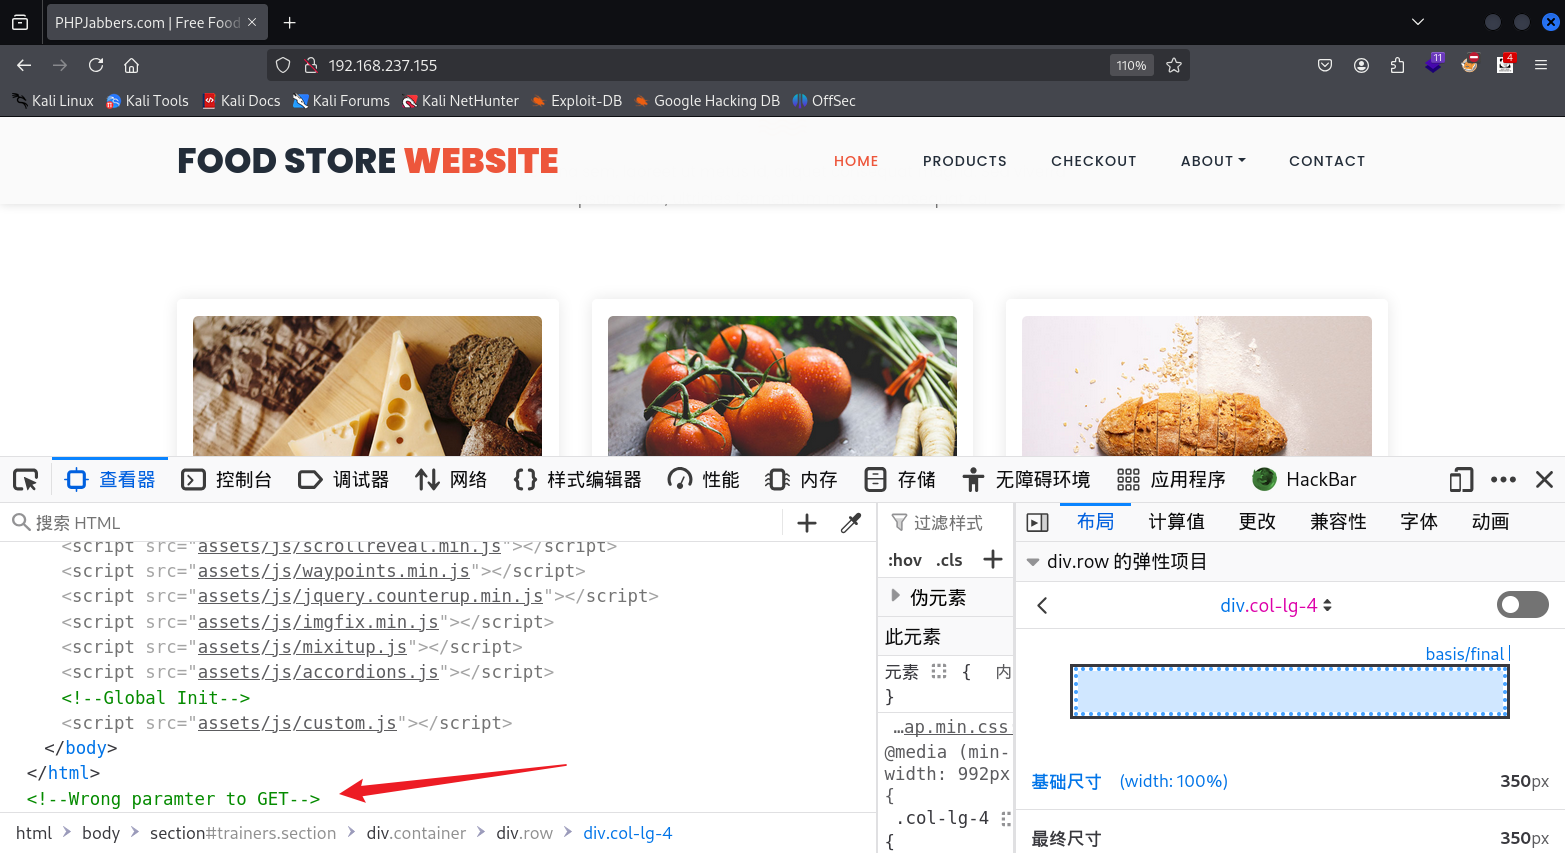 PHPJabbers.com | Free Food
192.168.237.155
110%
11
4
Kali Linux
Kali Tools
Kali Docs
Kali Forums
Kali NetHunter
Exploit-DB
Google Hacking DB
OffSec
FOOD STORE WEBSITE
HOME
PRODUCTS
CHECKOUT
ABOUT
CONTACT
查看器
控制台
调试器
网络
样式编辑器
性能
内存
存储
无障碍环境
应用程序
HackBar
搜索 HTML
<script src="assets/js/scrollreveal.min.js"></script>
<script src="assets/js/waypoints.min.js"></script>
<script src="assets/js/jquery.counterup.min.js"></script>
<script src="assets/js/imgfix.min.js"></script>
<script src="assets/js/mixitup.js"></script>
<script src="assets/js/accordions.js"></script>
<!--Global Init-->
<script src="assets/js/custom.js"></script>
</body>
</html>
<!--Wrong paramter to GET-->
html
body
section#trainers.section
div.container
div.row
div.col-lg-4
过滤样式
:hov .cls
伪元素
此元素
元素 { 内
}
…ap.min.css:
@media (min-
width: 992px
{
.col-lg-4
{
布局
计算值
更改
兼容性
字体
动画
div.row 的弹性项目
div.col-lg-4
basis/final
基础尺寸 (width: 100%) 350px
最终尺寸 350px